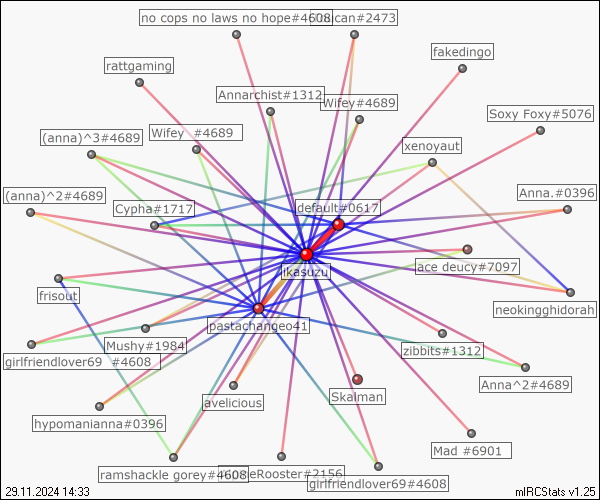 no cops no laws no hope#4608
can#2473
fakedingo
rattgaming
Annarchist#1312
Wifey#4689
Soxy Foxy#5076
(anna)^3#4689
Wifey_#4689
xenoyaut
(anna)^2#4689
Cypha#1717
default#0617
Anna.#0396
ikasuzu
ace deucy#7097
frisout
neokingghidorah
pastachangeo41
Mushy#1984
zibbits#1312
girlfriendlover69_#4608
Anna^2#4689
avelicious
Skalman
hypomanianna#0396
Mad #6901
ramshackle gorey#4608
eRooster#2156
girlfriendlover69#4608
29.11.2024 14:33
mIRCStats v1.25